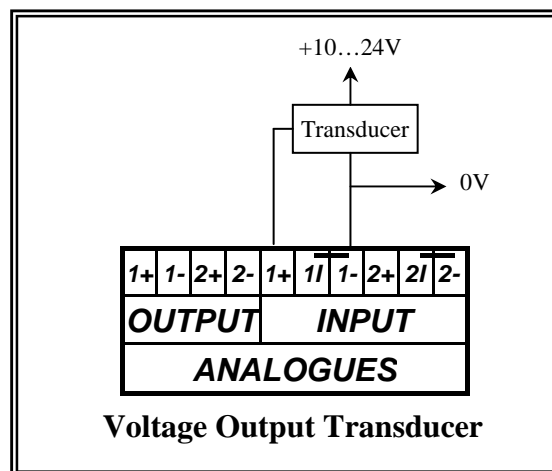 +10…24V
Transducer
0V
1+ 1- 2+ 2- 1+ 1I 1- 2+ 2I 2-
OUTPUT INPUT
ANALOGUES
Voltage Output Transducer